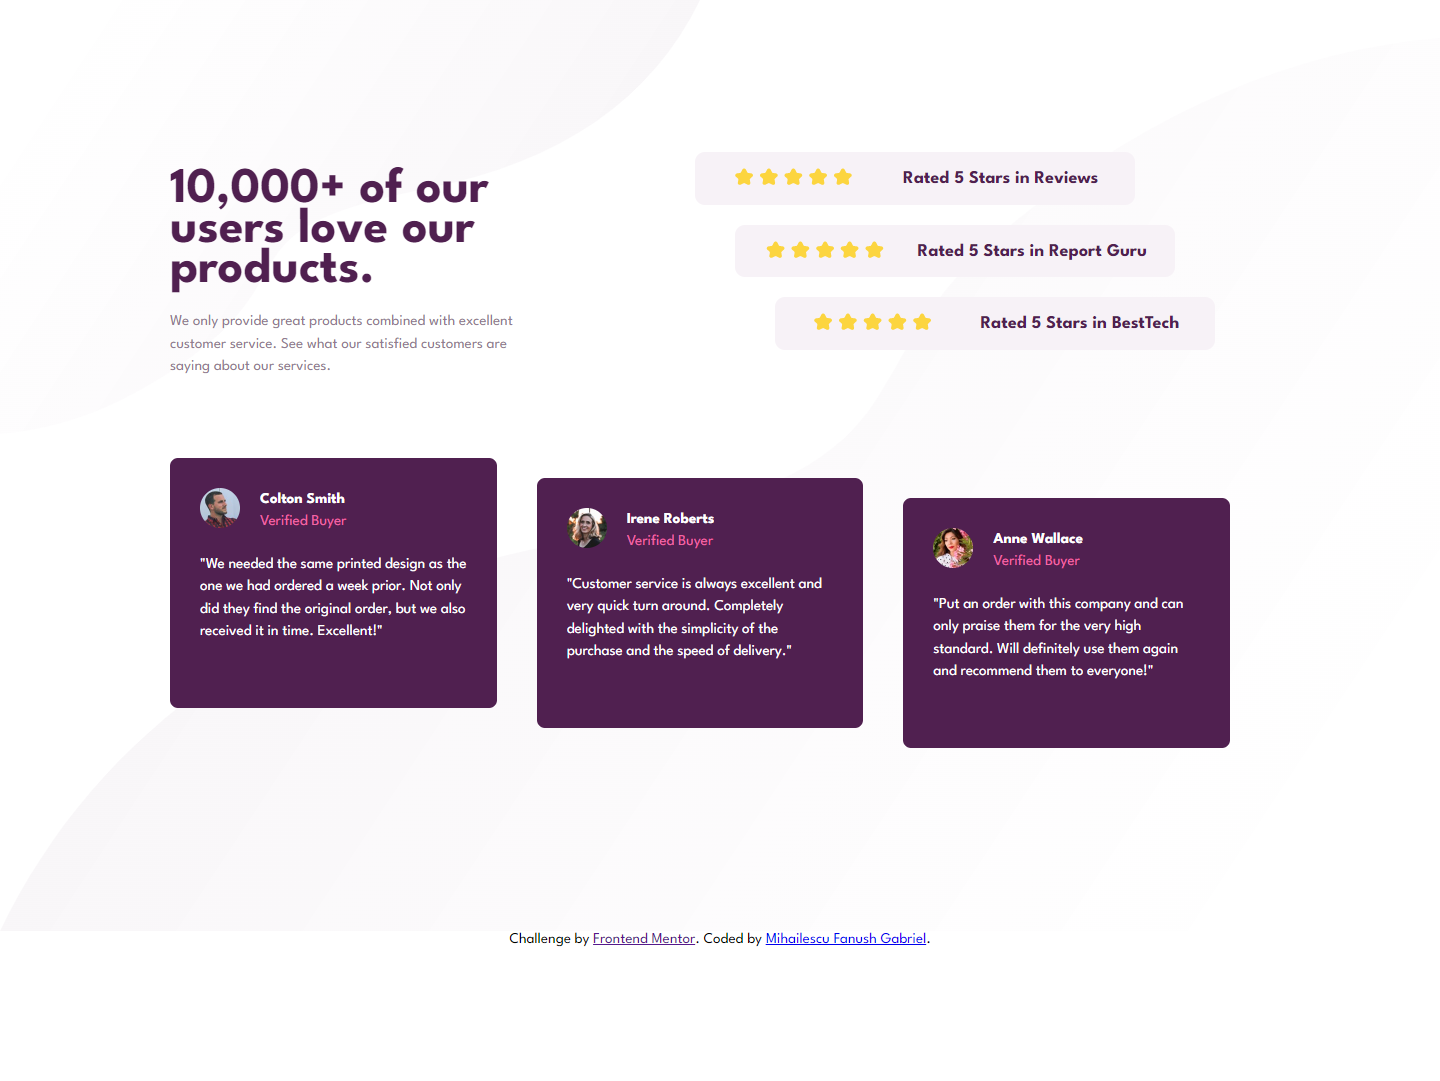 10,000+ of our
users love our
products.
We only provide great products combined with excellent
customer service. See what our satisfied customers are
saying about our services.
Rated 5 Stars in Reviews
Rated 5 Stars in Report Guru
Rated 5 Stars in BestTech
Colton Smith
Verified Buyer
"We needed the same printed design as the
one we had ordered a week prior. Not only
did they find the original order, but we also
received it in time. Excellent!"
Irene Roberts
Verified Buyer
"Customer service is always excellent and
very quick turn around. Completely
delighted with the simplicity of the
purchase and the speed of delivery."
Anne Wallace
Verified Buyer
"Put an order with this company and can
only praise them for the very high
standard. Will definitely use them again
and recommend them to everyone!"
Challenge by Frontend Mentor. Coded by Mihailescu Fanush Gabriel.